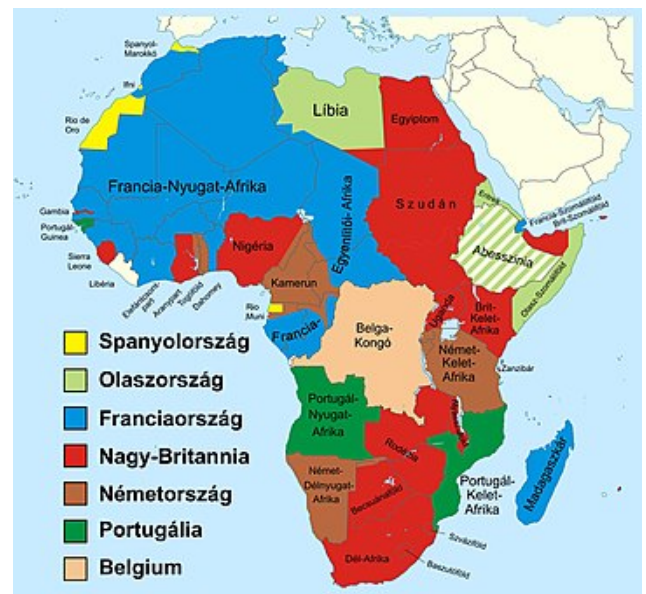 Spanyol-
Marokkó
Ifni
Rio de
Oro
Líbia
Egyiptom
Francia-Nyugat-Afrika
Egyenlítői- Afrika
Szudán
Eritrea
Francia-Szomáliföld
Brit-Szomáliföld
Gambia
Portugál-
Guinea
Sierra
Leone
Libéria
Elefántcsont-
part
Aranypart
Togóföld
Dahomey
Nigéria
Kamerun
Rio
Muni
Francia-
Abesszínia
Olasz-Szomáliföld
Uganda
Brit-
Kelet-
Afrika
Belga-
Kongó
Német-
Kelet-
Afrika
Zanzibár
Portugál-
Nyugat-
Afrika
Rodézia
Német-
Délnyugat-
Afrika
Becsuánaföld
Portugál-
Kelet-
Afrika
Madagaszkár
Szváziföld
Baszutóföld
Dél-Afrika
Spanyolország
Olaszország
Franciaország
Nagy-Britannia
Németország
Portugália
Belgium